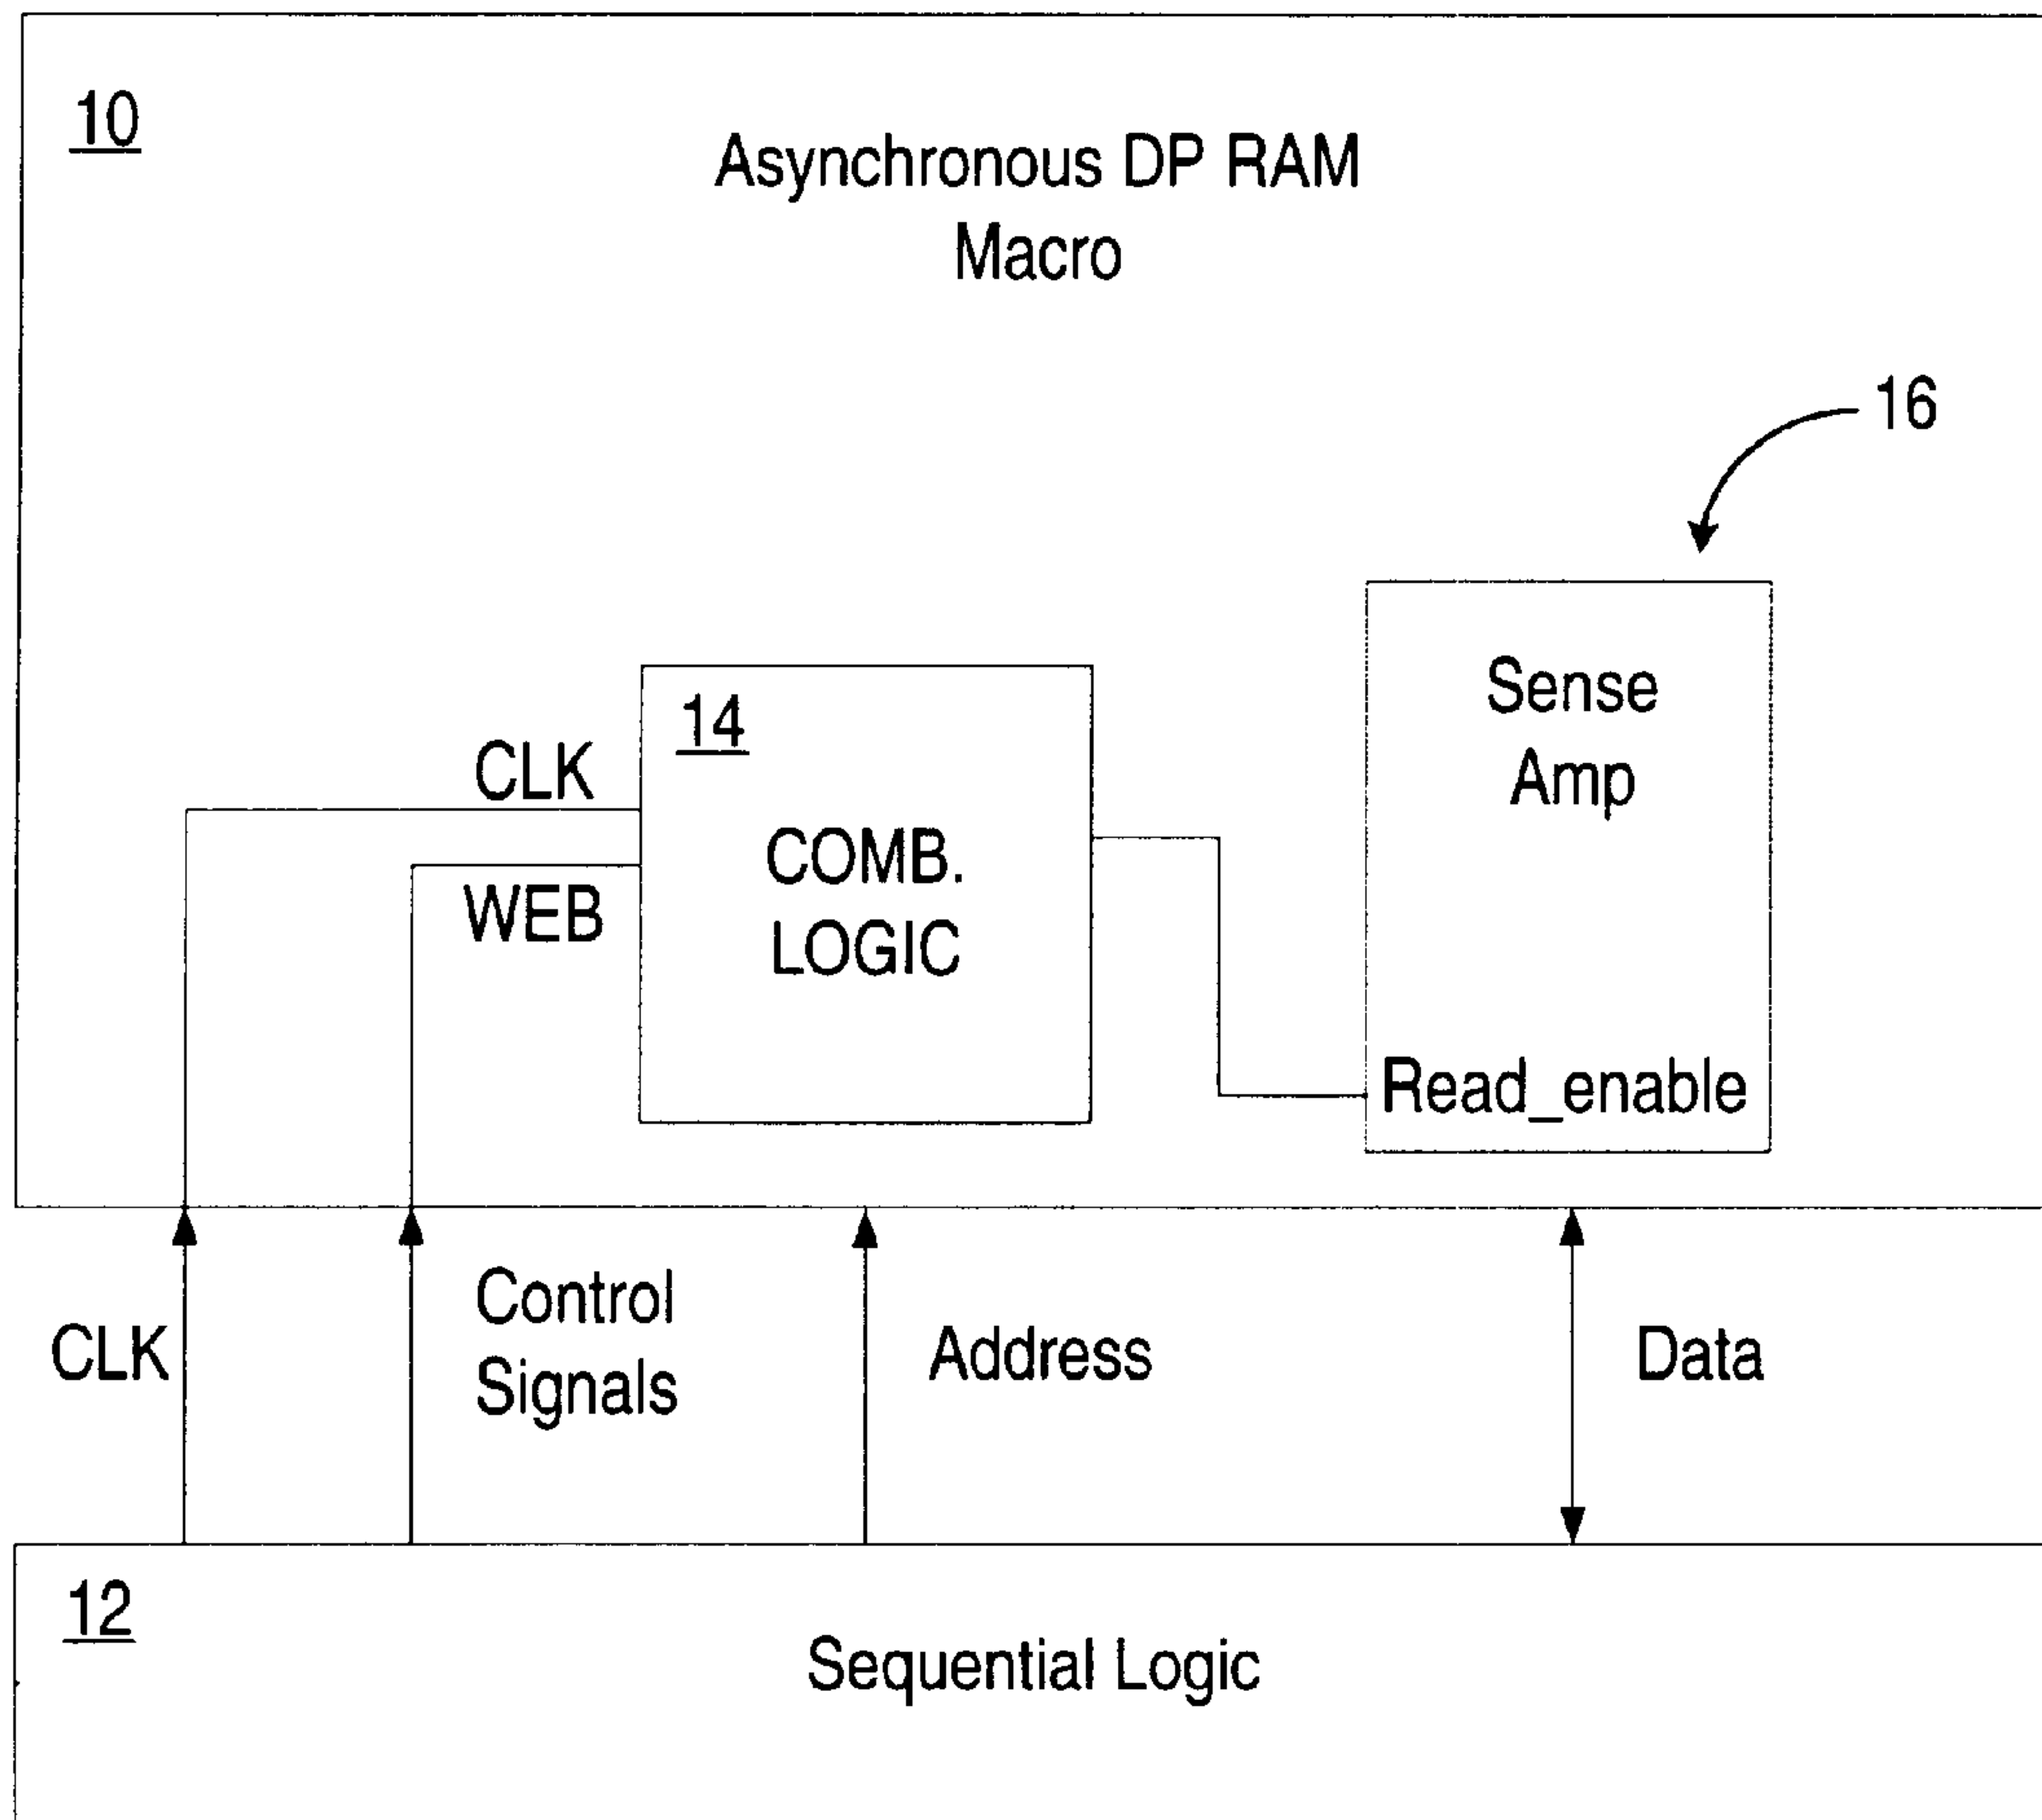 10
Asynchronous DP RAM
Macro
16
Sense
Amp
14
CLK
COMB.
LOGIC
WEB
Read_enable
CLK
Control
Signals
Address
Data
12
Sequential Logic